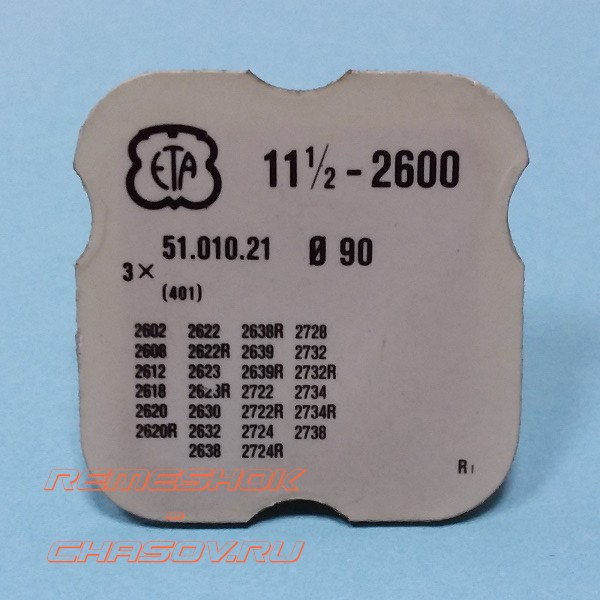 ETA
11 1/2 - 2600
51.010.21 Ø 90
3 ×
(401)
2602 2622 2638R 2728
2608 2622R 2639 2732
2612 2623 2639R 2732R
2618 2623R 2722 2734
2620 2630 2722R 2734R
2620R 2632 2724 2738
2638 2724R
R
REMESHOK
CHASOV.RU